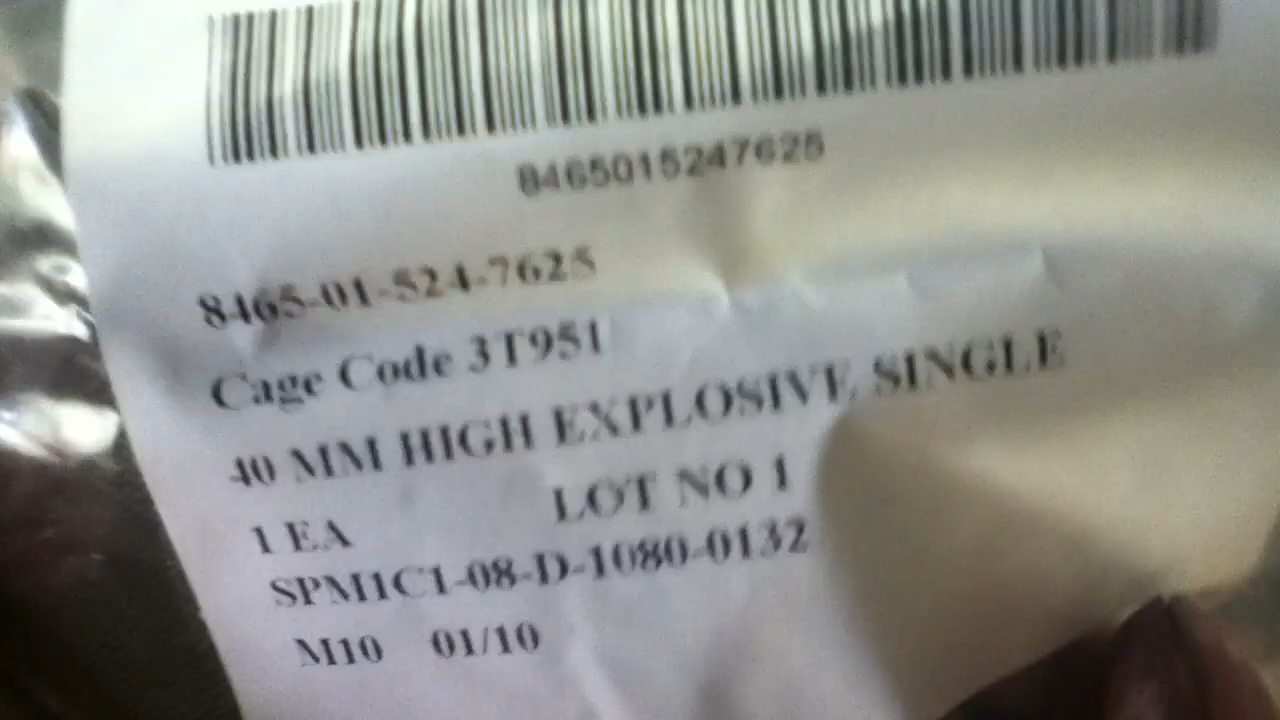 8465015247625
8465-01-524-7625
Cage Code 3T951
40 MM HIGH EXPLOSIVE, SINGLE
1 EA LOT NO 1
SPM1C1-08-D-1080-0132
M10 01/10